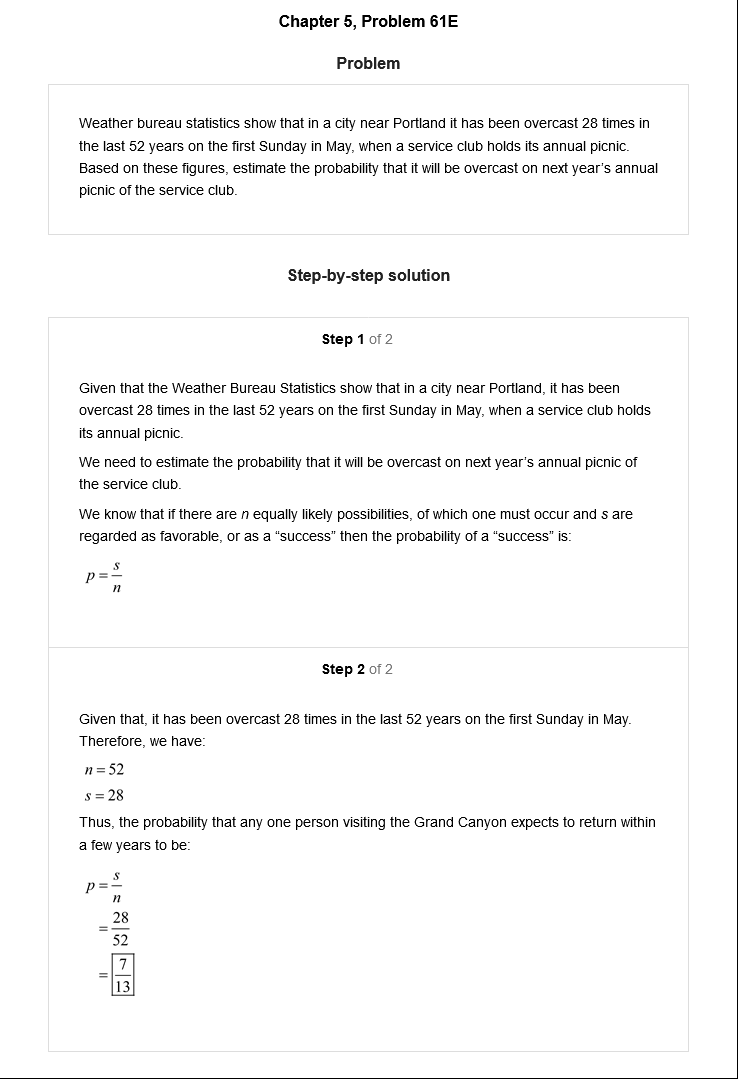 Chapter 5, Problem 61E
Problem
Weather bureau statistics show that in a city near Portland it has been overcast 28 times in
the last 52 years on the first Sunday in May, when a service club holds its annual picnic.
Based on these figures, estimate the probability that it will be overcast on next year's annual
picnic of the service club.
Step-by-step solution
Step 1 of 2
Given that the Weather Bureau Statistics show that in a city near Portland, it has been
overcast 28 times in the last 52 years on the first Sunday in May, when a service club holds
its annual picnic.
We need to estimate the probability that it will be overcast on next year's annual picnic of
the service club.
We know that if there are n equally likely possibilities, of which one must occur and s are
regarded as favorable, or as a “success” then the probability of a “success” is:
p = s/n
Step 2 of 2
Given that, it has been overcast 28 times in the last 52 years on the first Sunday in May.
Therefore, we have:
n = 52
s = 28
Thus, the probability that any one person visiting the Grand Canyon expects to return within
a few years to be:
p = s/n
= 28/52
= 7/13